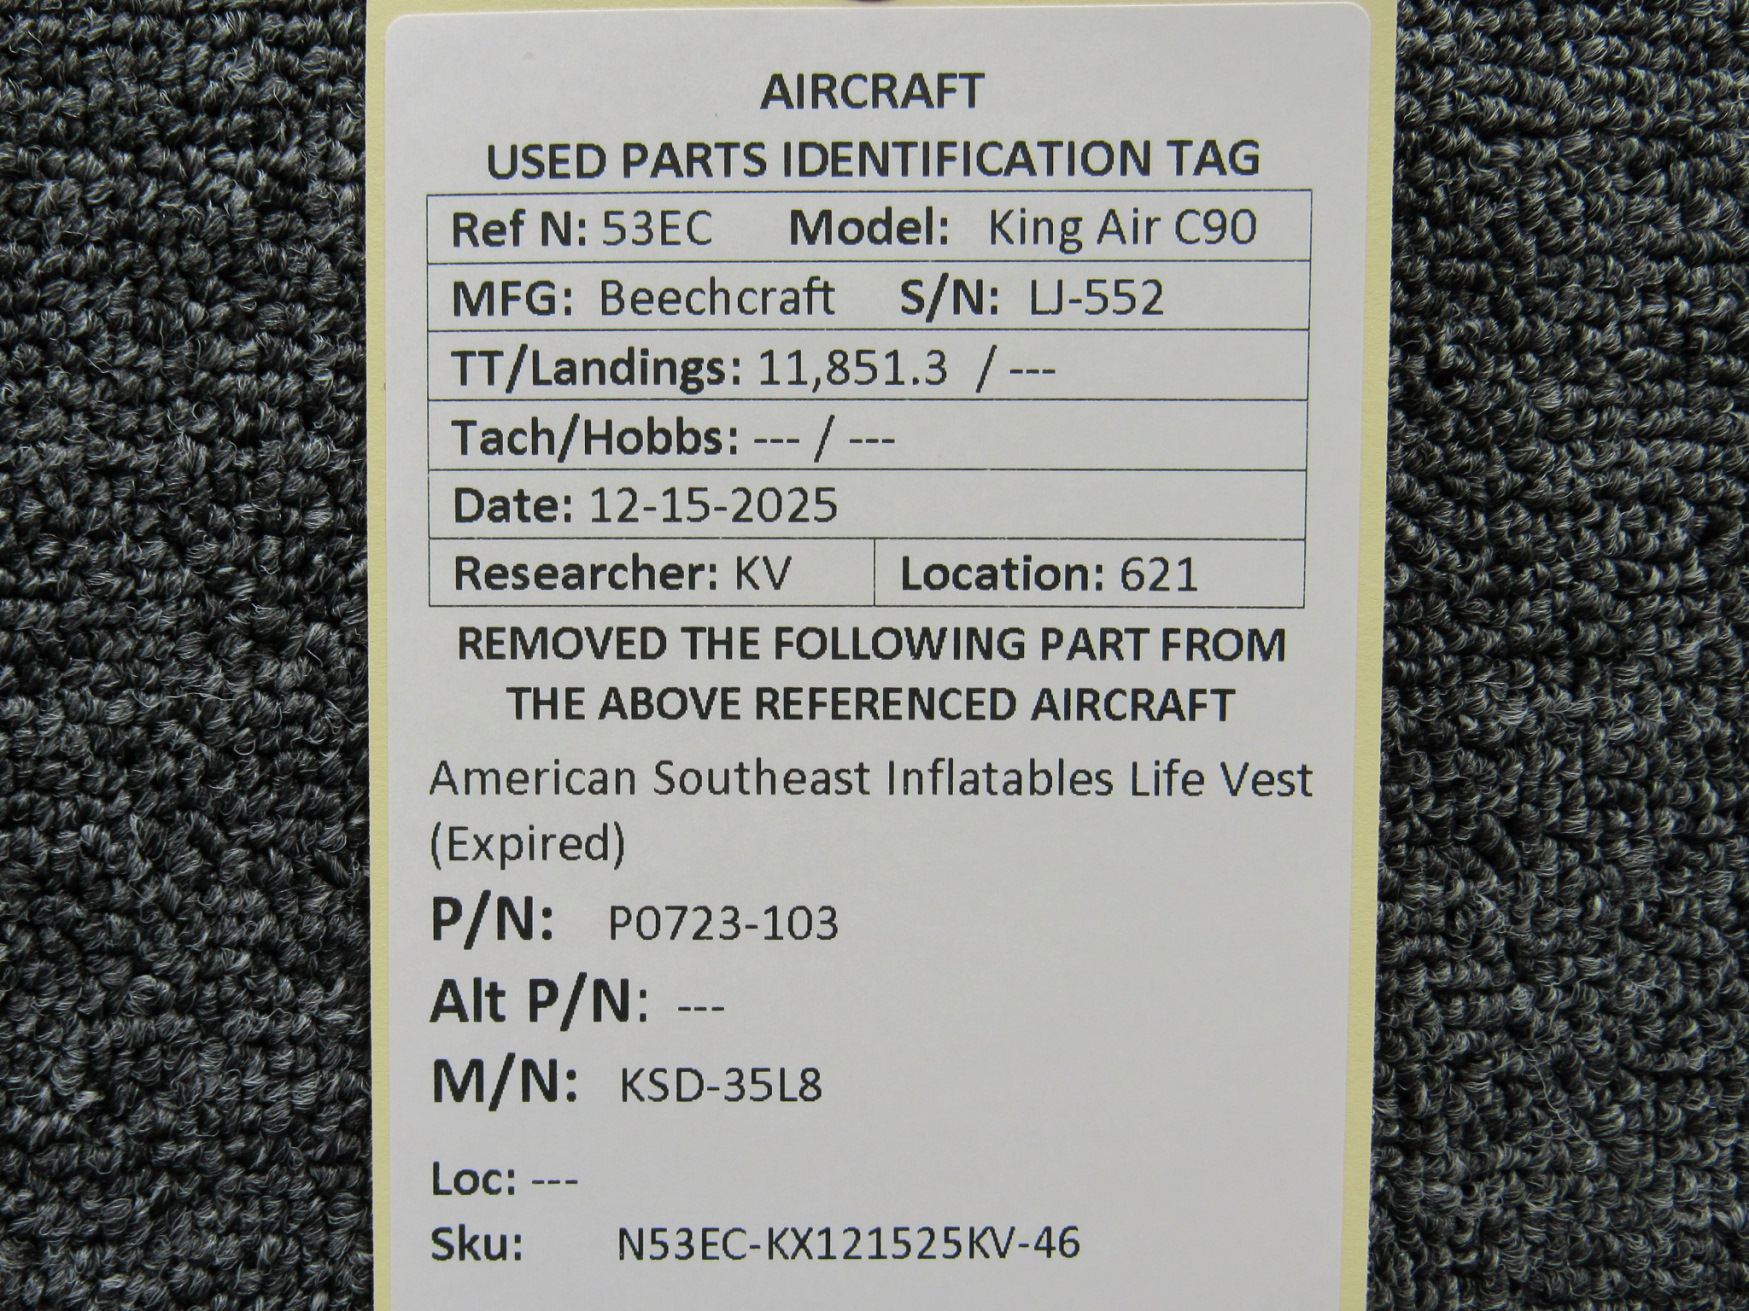 AIRCRAFT
USED PARTS IDENTIFICATION TAG
Ref N: 53EC Model: King Air C90
MFG: Beechcraft S/N: LJ-552
TT/Landings: 11,851.3 / ---
Tach/Hobbs: --- / ---
Date: 12-15-2025
Researcher: KV Location: 621
REMOVED THE FOLLOWING PART FROM
THE ABOVE REFERENCED AIRCRAFT
American Southeast Inflatables Life Vest
(Expired)
P/N: P0723-103
Alt P/N: ---
M/N: KSD-35L8
Loc: ---
Sku: N53EC-KX121525KV-46